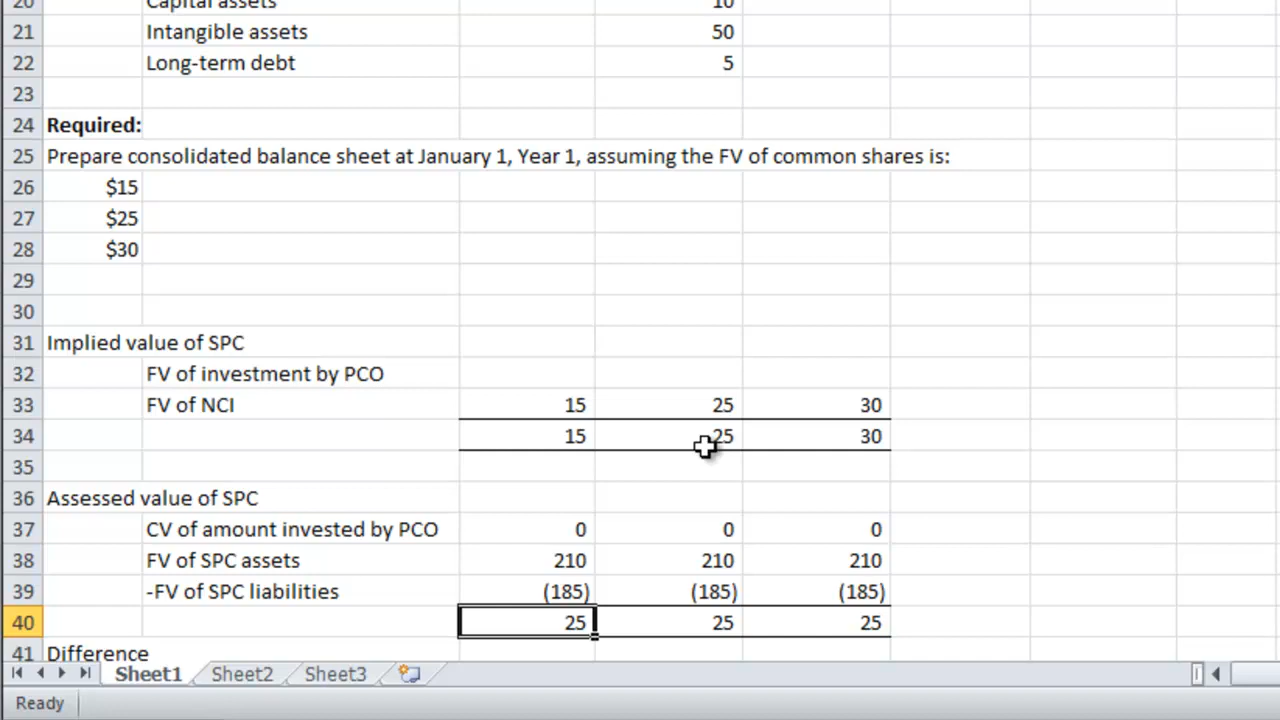 20 Capital assets 10
21 Intangible assets 50
22 Long-term debt 5
23
24 Required:
25 Prepare consolidated balance sheet at January 1, Year 1, assuming the FV of common shares is:
26 $15
27 $25
28 $30
29
30
31 Implied value of SPC
32 FV of investment by PCO
33 FV of NCI 15 25 30
34 15 25 30
35
36 Assessed value of SPC
37 CV of amount invested by PCO 0 0 0
38 FV of SPC assets 210 210 210
39 -FV of SPC liabilities (185) (185) (185)
40 25 25 25
41 Difference
Sheet1 Sheet2 Sheet3
Ready